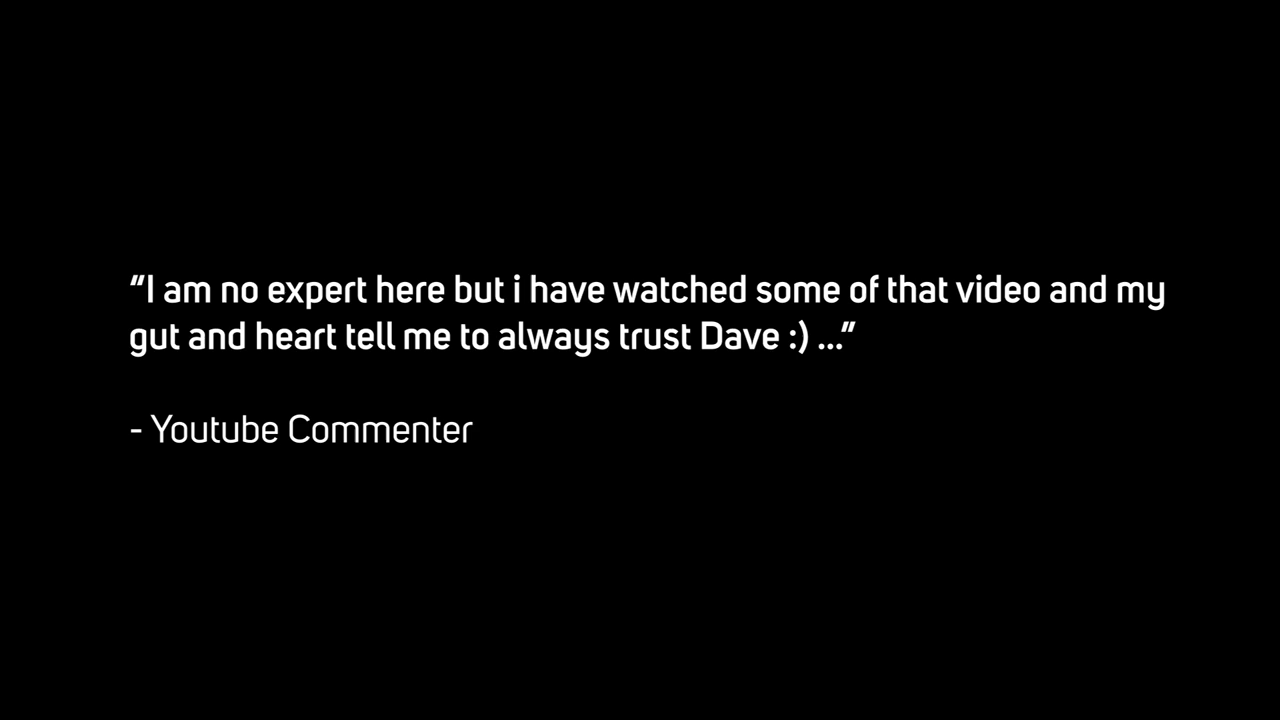 “I am no expert here but i have watched some of that video and my
gut and heart tell me to always trust Dave :) ...”
- Youtube Commenter